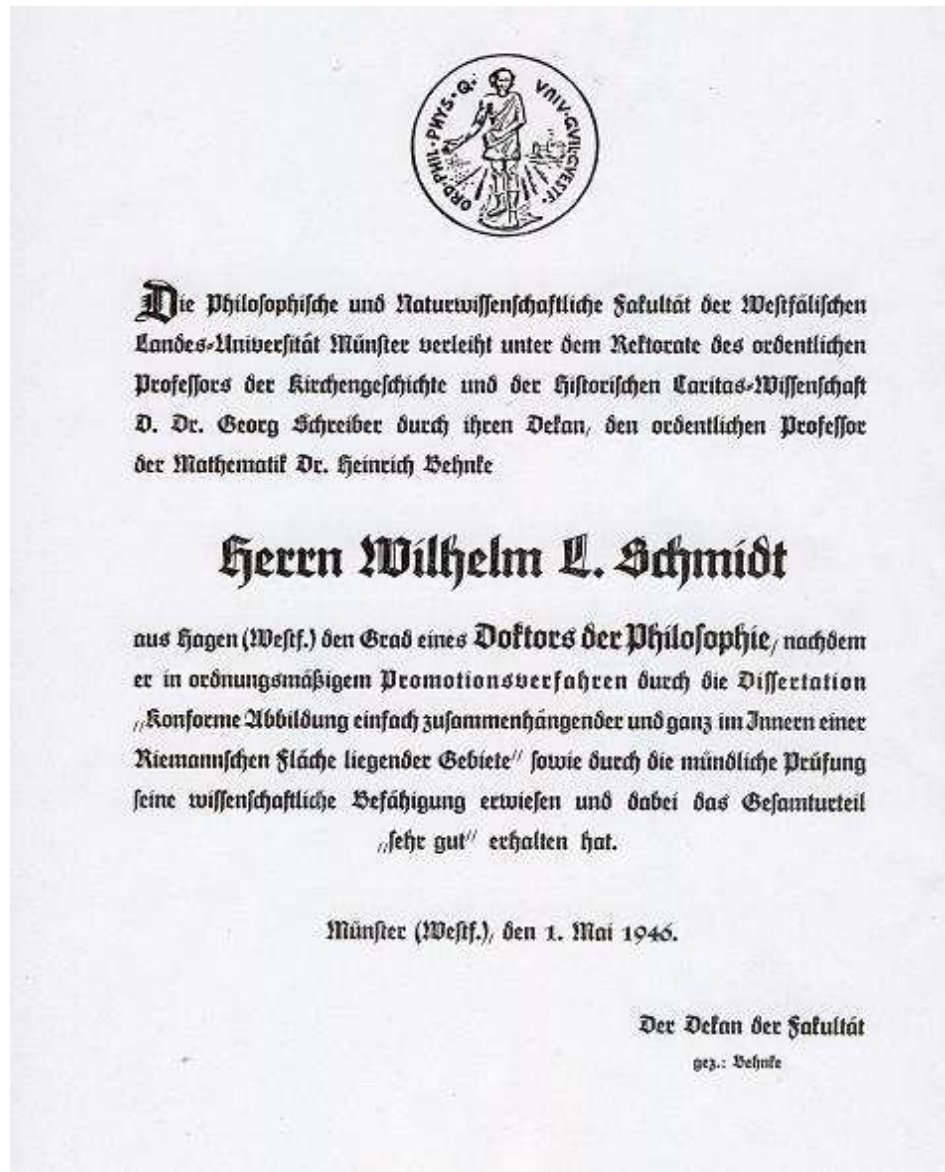 ORD·PHIL·PHYS·Q· VNIV·GVIL·GVESTF·
Die Philosophische und Naturwissenschaftliche Fakultät der Westfälischen
Landes-Universität Münster verleiht unter dem Rektorate des ordentlichen
Professors der Kirchengeschichte und der Historischen Caritas-Wissenschaft
D. Dr. Georg Schreiber durch ihren Dekan, den ordentlichen Professor
der Mathematik Dr. Heinrich Behnke
Herrn Wilhelm L. Schmidt
aus Hagen (Westf.) den Grad eines Doktors der Philosophie, nachdem
er in ordnungsmäßigem Promotionsverfahren durch die Dissertation
„Konforme Abbildung einfach zusammenhängender und ganz im Innern einer
Riemannschen Fläche liegender Gebiete“ sowie durch die mündliche Prüfung
seine wissenschaftliche Befähigung erwiesen und dabei das Gesamturteil
„sehr gut“ erhalten hat.
Münster (Westf.), den 1. Mai 1946.
Der Dekan der Fakultät
gez.: Behnke